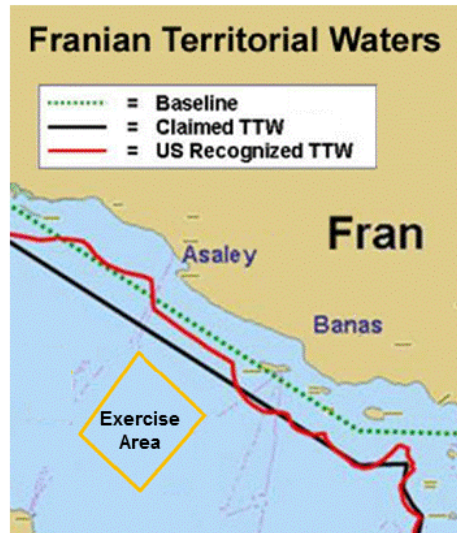 Franian Territorial Waters
= Baseline
= Claimed TTW
= US Recognized TTW
Fran
Asaley
Banas
Exercise
Area